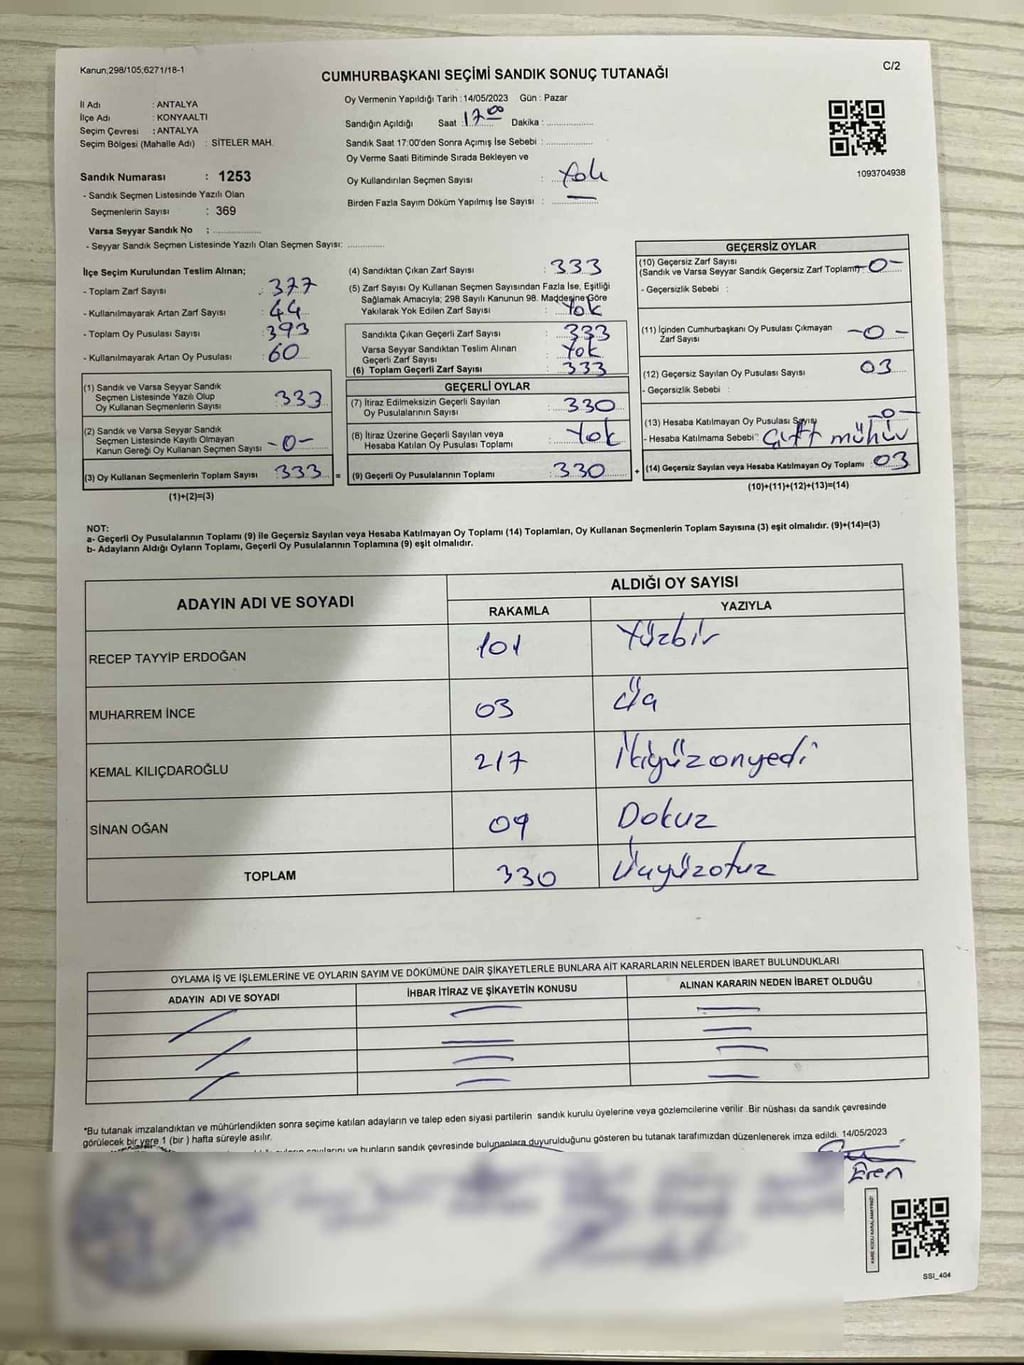 Kanun;298/105,6271/18-1
C/2
CUMHURBAŞKANI SEÇİMİ SANDIK SONUÇ TUTANAĞI
İl Adı : ANTALYA
İlçe Adı : KONYAALTI
Seçim Çevresi : ANTALYA
Seçim Bölgesi (Mahalle Adı) : SİTELER MAH.
Sandık Numarası : 1253
- Sandık Seçmen Listesinde Yazılı Olan
Seçmenlerin Sayısı : 369
Varsa Seyyar Sandık No : ..............
- Seyyar Sandık Seçmen Listesinde Yazılı Olan Seçmen Sayısı: ............
Oy Vermenin Yapıldığı Tarih : 14/05/2023 Gün : Pazar
Sandığın Açıldığı Saat : 17.00 Dakika : ..............
Sandık Saat 17:00'den Sonra Açımış İse Sebebi : ..............
Oy Verme Saati Bitiminde Sırada Bekleyen ve
Oy Kullandırılan Seçmen Sayısı : Yok
Birden Fazla Sayım Döküm Yapılmış İse Sayısı : —
1093704938
İlçe Seçim Kurulundan Teslim Alınan;
- Toplam Zarf Sayısı : 377
- Kullanılmayarak Artan Zarf Sayısı : 44
- Toplam Oy Pusulası Sayısı : 393
- Kullanılmayarak Artan Oy Pusulası : 60
(1) Sandık ve Varsa Seyyar Sandık
Seçmen Listesinde Yazılı Olup
Oy Kullanan Seçmenlerin Sayısı : 333
(2) Sandık ve Varsa Seyyar Sandık
Seçmen Listesinde Kayıtlı Olmayan
Kanun Gereği Oy Kullanan Seçmen Sayısı -0-
(3) Oy Kullanan Seçmenlerin Toplam Sayısı : 333 =
(1)+(2)=(3)
(4) Sandıktan Çıkan Zarf Sayısı : 333
(5) Zarf Sayısı Oy Kullanan Seçmen Sayısından Fazla İse, Eşitliği
Sağlamak Amacıyla; 298 Sayılı Kanunun 98. Maddesine Göre
Yakılarak Yok Edilen Zarf Sayısı : Yok
Sandıkta Çıkan Geçerli Zarf Sayısı : 333
Varsa Seyyar Sandıktan Teslim Alınan
Geçerli Zarf Sayısı : Yok
(6) Toplam Geçerli Zarf Sayısı : 333
GEÇERLİ OYLAR
(7) İtiraz Edilmeksizin Geçerli Sayılan
Oy Pusulalarının Sayısı : 330
(8) İtiraz Üzerine Geçerli Sayılan veya
Hesaba Katılan Oy Pusulası Toplamı : Yok
(9) Geçerli Oy Pusulalarının Toplamı : 330 +
GEÇERSİZ OYLAR
(10) Geçersiz Zarf Sayısı
(Sandık ve Varsa Seyyar Sandık Geçersiz Zarf Toplamı) -0-
- Geçersizlik Sebebi :
(11) İçinden Cumhurbaşkanı Oy Pusulası Çıkmayan
Zarf Sayısı -0-
(12) Geçersiz Sayılan Oy Pusulası Sayısı : 03
- Geçersizlik Sebebi :
(13) Hesaba Katılmayan Oy Pusulası Sayısı -0-
- Hesaba Katılmama Sebebi : Çift mühür
(14) Geçersiz Sayılan veya Hesaba Katılmayan Oy Toplamı : 03
(10)+(11)+(12)+(13)=(14)
NOT:
a- Geçerli Oy Pusulalarının Toplamı (9) ile Geçersiz Sayılan veya Hesaba Katılmayan Oy Toplamı (14) Toplamları, Oy Kullanan Seçmenlerin Toplam Sayısına (3) eşit olmalıdır. (9)+(14)=(3)
b- Adayların Aldığı Oyların Toplamı, Geçerli Oy Pusulalarının Toplamına (9) eşit olmalıdır.
ADAYIN ADI VE SOYADI
ALDIĞI OY SAYISI
RAKAMLA YAZIYLA
RECEP TAYYİP ERDOĞAN 101 Yüzbir
MUHARREM İNCE 03 Üç
KEMAL KILIÇDAROĞLU 217 İkiyüzonyedi
SİNAN OĞAN 09 Dokuz
TOPLAM 330 Üçyüzotuz
OYLAMA İŞ VE İŞLEMLERİNE VE OYLARIN SAYIM VE DÖKÜMÜNE DAİR ŞİKAYETLERLE BUNLARA AİT KARARLARIN NELERDEN İBARET BULUNDUKLARI
ADAYIN ADI VE SOYADI İHBAR İTİRAZ VE ŞİKAYETİN KONUSU ALINAN KARARIN NEDEN İBARET OLDUĞU
*Bu tutanak imzalandıktan ve mühürlendikten sonra seçime katılan adayların ve talep eden siyasi partilerin sandık kurulu üyelerine veya gözlemcilerine verilir .Bir nüshası da sandık çevresinde
görülecek bir yere 1 (bir ) hafta süreyle asılır.
ve bunların sandık çevresinde bulunanlara duyurulduğunu gösteren bu tutanak tarafımızdan düzenlenerek imza edildi. 14/05/2023
Eren
KARE KODU KARALAMAYINIZ!
SSI_404